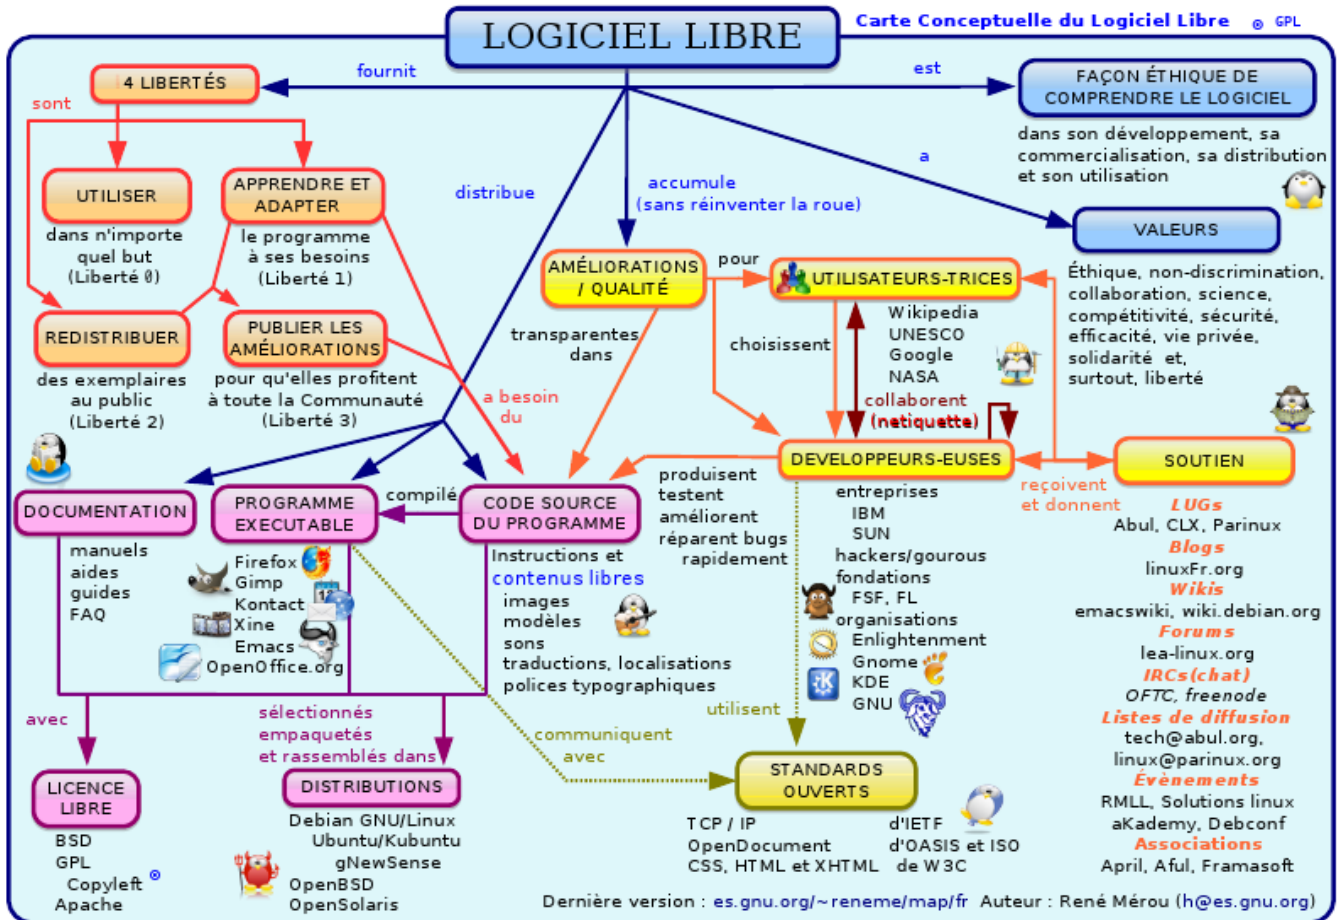 Carte Conceptuelle du Logiciel Libre ® GPL
LOGICIEL LIBRE
fournit
est
4 LIBERTÉS
FAÇON ÉTHIQUE DE
COMPRENDRE LE LOGICIEL
dans son développement, sa
commercialisation, sa distribution
et son utilisation
sont
UTILISER
dans n'importe
quel but
(Liberté 0)
APPRENDRE ET
ADAPTER
le programme
à ses besoins
(Liberté 1)
distribue
accumule
(sans réinventer la roue)
a
VALEURS
Éthique, non-discrimination,
collaboration, science,
compétitivité, sécurité,
efficacité, vie privée,
solidarité et,
surtout, liberté
REDISTRIBUER
des exemplaires
au public
(Liberté 2)
PUBLIER LES
AMÉLIORATIONS
pour qu'elles profitent
à toute la Communauté
(Liberté 3)
a besoin
du
AMÉLIORATIONS
/ QUALITÉ
pour
UTILISATEURS-TRICES
Wikipedia
UNESCO
Google
NASA
transparentes
dans
choisissent
collaborent
(netiquette)
DEVELOPPEURS-EUSES
SOUTIEN
reçoivent
et donnent
DOCUMENTATION
manuels
aides
guides
FAQ
PROGRAMME
EXECUTABLE
compilé
CODE SOURCE
DU PROGRAMME
Firefox
Gimp
Kontact
Xine
Emacs
OpenOffice.org
Instructions et
contenus libres
images
modèles
sons
traductions, localisations
polices typographiques
produisent
testent
améliorent
réparent bugs
rapidement
entreprises
IBM
SUN
hackers/gourous
fondations
FSF, FL
organisations
Enlightenment
Gnome
KDE
GNU
LUGs
Abul, CLX, Parinux
Blogs
linuxFr.org
Wikis
emacswiki, wiki.debian.org
Forums
lea-linux.org
IRCs(chat)
OFTC, freenode
Listes de diffusion
tech@abul.org,
linux@parinux.org
Évènements
RMLL, Solutions linux
aKademy, Debconf
Associations
April, Aful, Framasoft
avec
sélectionnés
empaquetés
et rassemblés dans
communiquent
avec
utilisent
LICENCE
LIBRE
BSD
GPL
Copyleft ®
Apache
DISTRIBUTIONS
Debian GNU/Linux
Ubuntu/Kubuntu
gNewSense
OpenBSD
OpenSolaris
STANDARDS
OUVERTS
TCP / IP d'IETF
OpenDocument d'OASIS et ISO
CSS, HTML et XHTML de W3C
Dernière version : es.gnu.org/~reneme/map/fr Auteur : René Mérou (h@es.gnu.org)